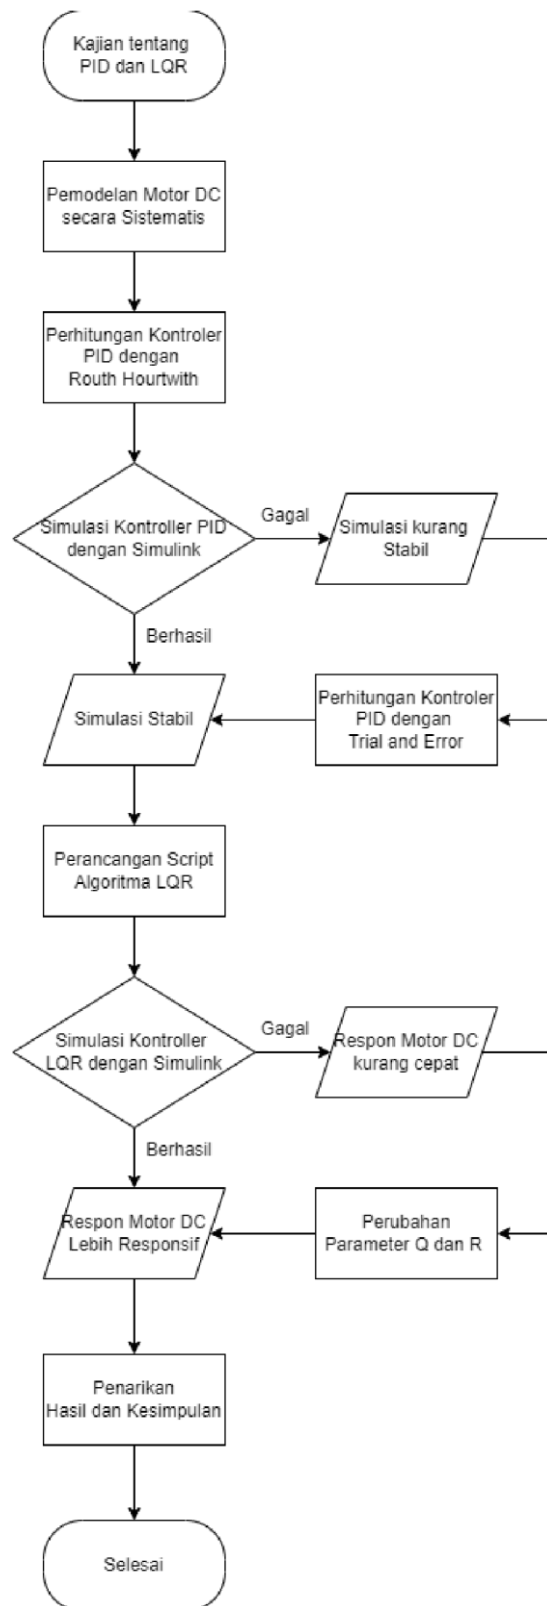 Kajian tentang
PID dan LQR
Pemodelan Motor DC
secara Sistematis
Perhitungan Kontroler
PID dengan
Routh Hourtwith
Simulasi Kontroller PID
dengan Simulink
Gagal
Simulasi kurang
Stabil
Berhasil
Simulasi Stabil
Perhitungan Kontroler
PID dengan
Trial and Error
Perancangan Script
Algoritma LQR
Simulasi Kontroller
LQR dengan Simulink
Gagal
Respon Motor DC
kurang cepat
Berhasil
Respon Motor DC
Lebih Responsif
Perubahan
Parameter Q dan R
Penarikan
Hasil dan Kesimpulan
Selesai